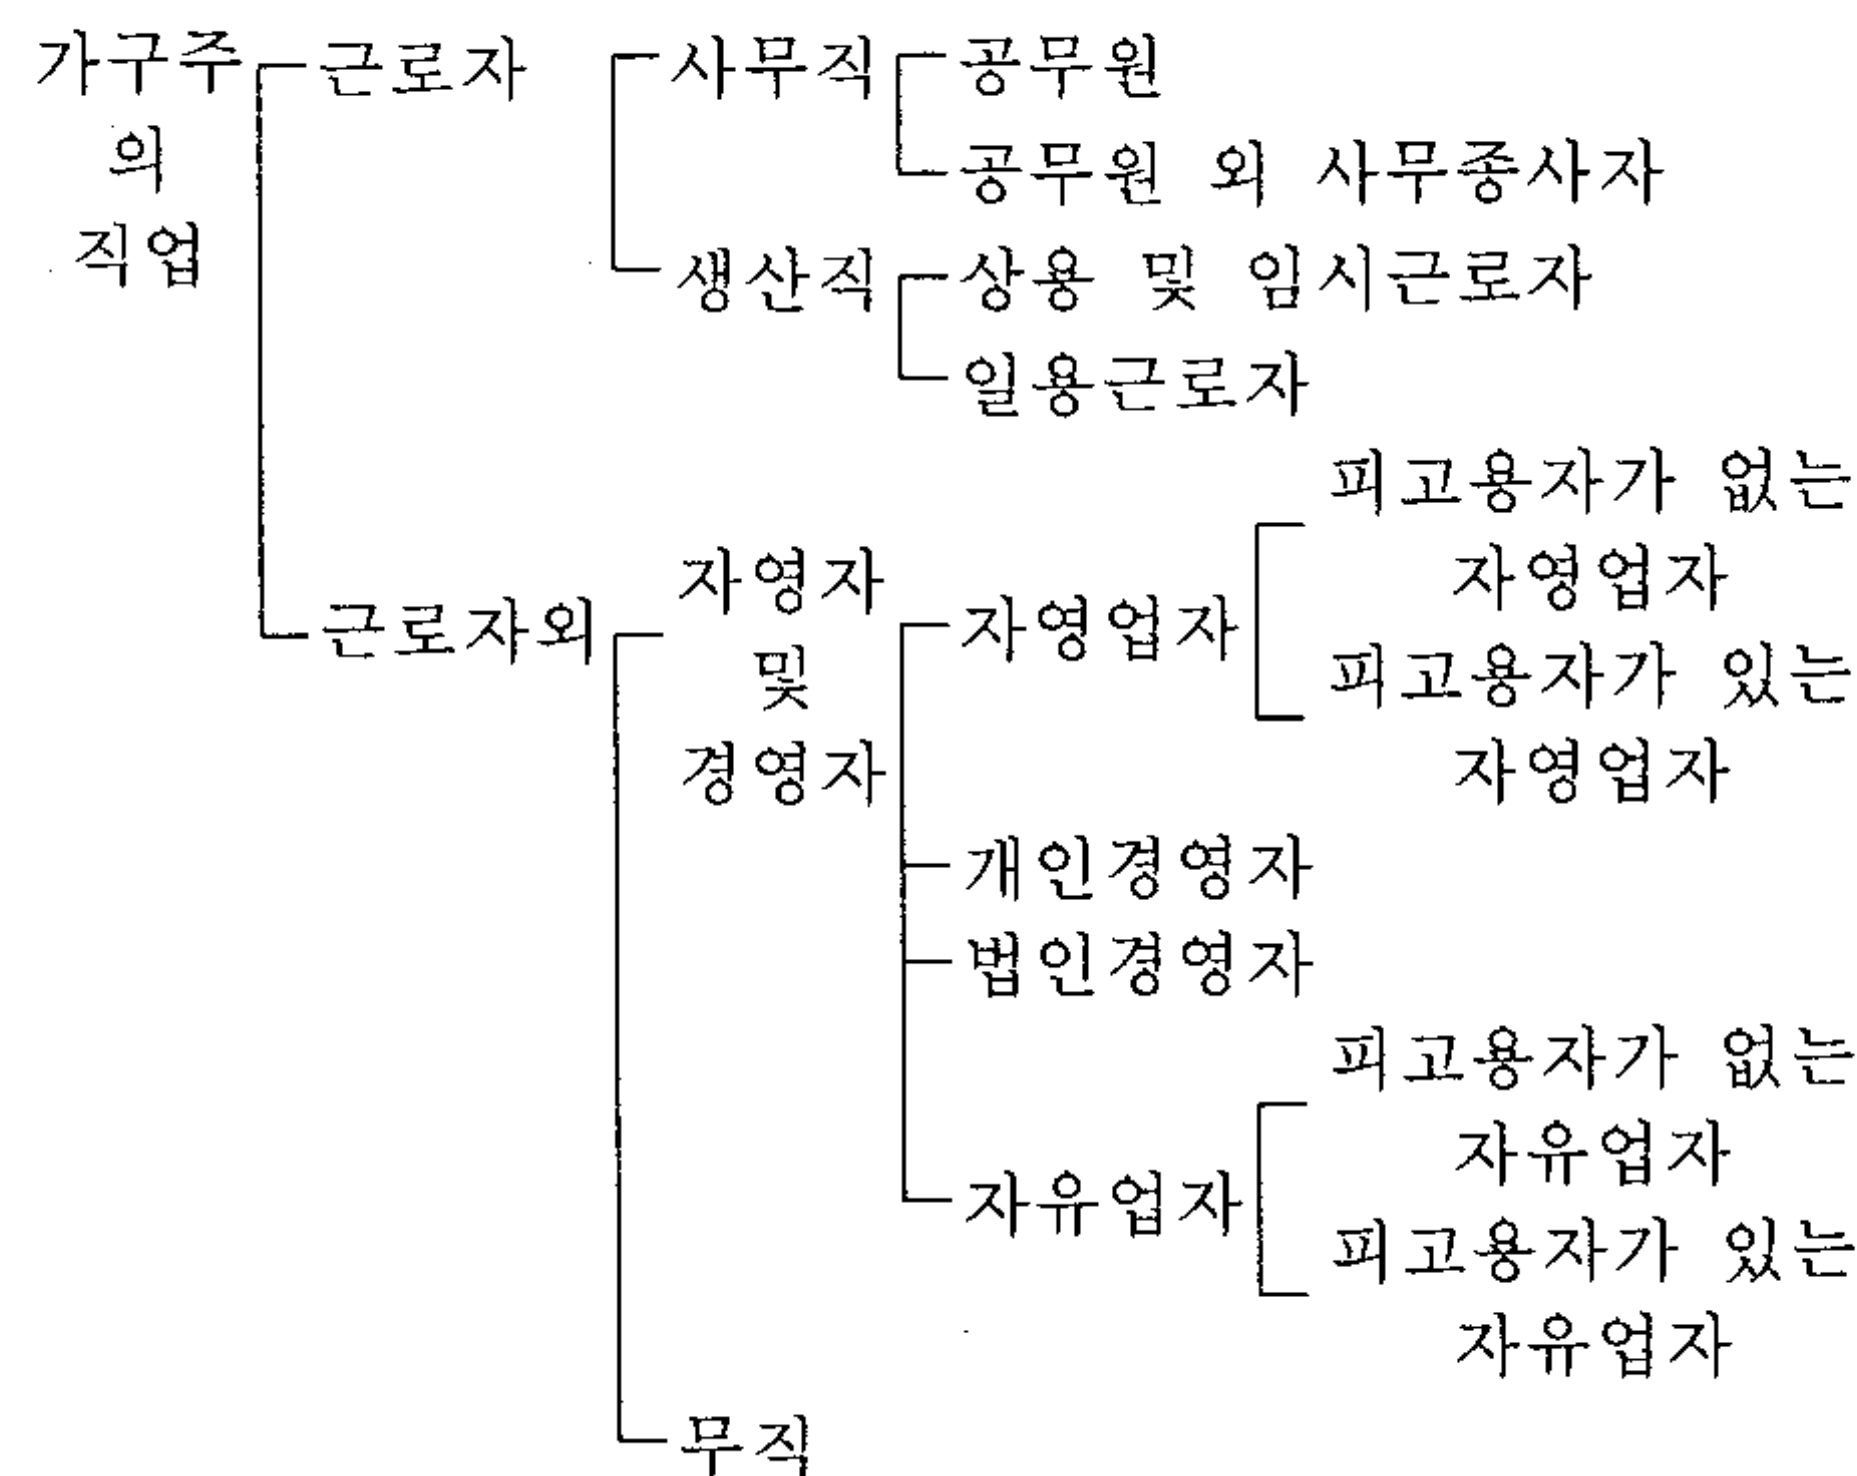 가구주 근로자 사무직 공무원
의 공무원 외 사무종사자
직업 생산직 상용 및 임시근로자
일용근로자
피고용자가 없는
자영자 자영업자
근로자외 및 자영업자 피고용자가 있는
경영자 자영업자
개인경영자
법인경영자
피고용자가 없는
자유업자
자유업자 피고용자가 있는
자유업자
무직